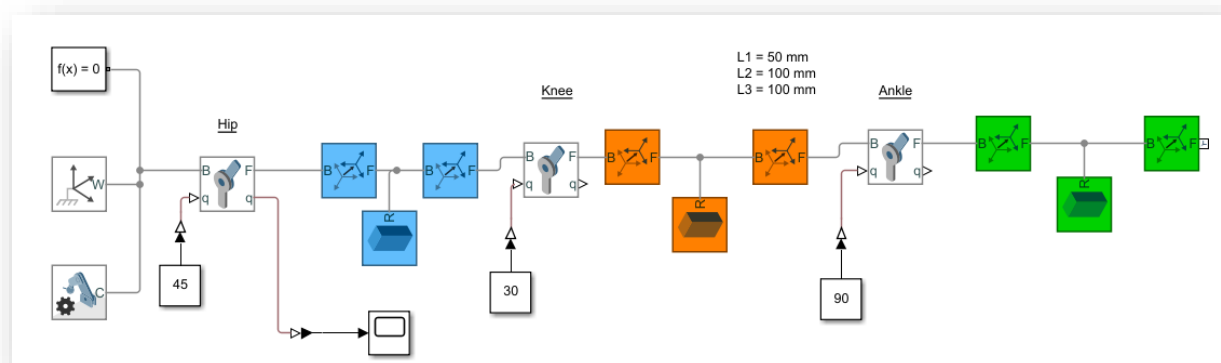 f(x) = 0
L1 = 50 mm
L2 = 100 mm
L3 = 100 mm
Hip
Knee
Ankle
W
C
B F
q q
B F
B F
R
B F
q q
B F
R
B F
B F
q q
B F
R
B F
45
30
90